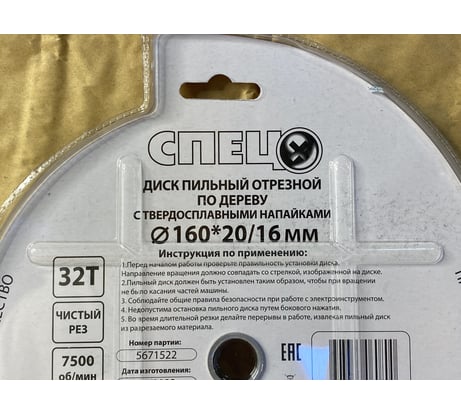 СПЕЦ
ДИСК ПИЛЬНЫЙ ОТРЕЗНОЙ
ПО ДЕРЕВУ
С ТВЕРДОСПЛАВНЫМИ НАПАЙКАМИ
Ø 160*20/16 мм
Инструкция по применению:
1.Перед началом работы проверьте правильность установки диска.
Направление вращения должно совпадать со стрелкой, изображенной на диске.
2.Пильный диск должен быть установлен таким образом, чтобы при вращении
не было касания частей машины.
3. Соблюдайте общие правила безопасности при работе с электроинструментом.
4. Недопустима остановка пильного диска путем бокового нажатия.
5. Во время длительной резки делайте перерывы в работе, извлекая пильный диск
из разрезаемого материала.
32T
ЧИСТЫЙ
РЕЗ
7500
об/мин
Номер партии:
5671522
Дата изготовления:
EAC